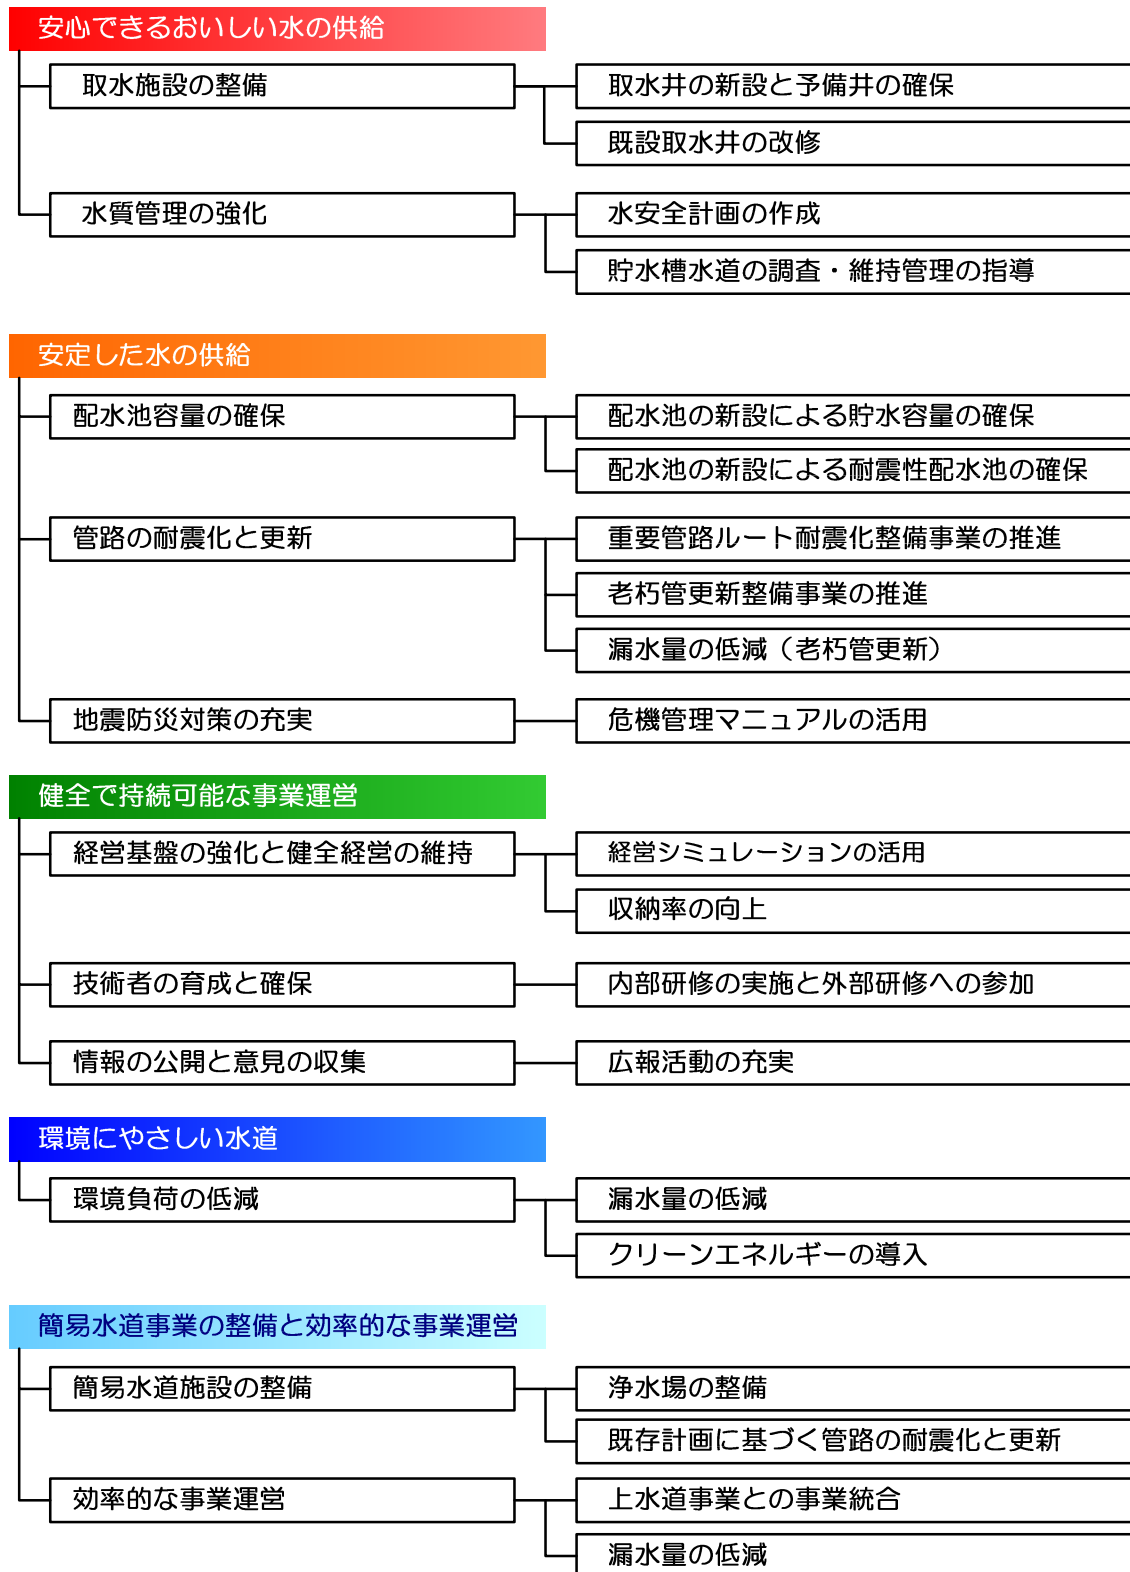 安心できるおいしい水の供給
取水施設の整備
取水井の新設と予備井の確保
既設取水井の改修
水質管理の強化
水安全計画の作成
貯水槽水道の調査・維持管理の指導
安定した水の供給
配水池容量の確保
配水池の新設による貯水容量の確保
配水池の新設による耐震性配水池の確保
管路の耐震化と更新
重要管路ルート耐震化整備事業の推進
老朽管更新整備事業の推進
漏水量の低減（老朽管更新）
地震防災対策の充実
危機管理マニュアルの活用
健全で持続可能な事業運営
経営基盤の強化と健全経営の維持
経営シミュレーションの活用
収納率の向上
技術者の育成と確保
内部研修の実施と外部研修への参加
情報の公開と意見の収集
広報活動の充実
環境にやさしい水道
環境負荷の低減
漏水量の低減
クリーンエネルギーの導入
簡易水道事業の整備と効率的な事業運営
簡易水道施設の整備
浄水場の整備
既存計画に基づく管路の耐震化と更新
効率的な事業運営
上水道事業との事業統合
漏水量の低減